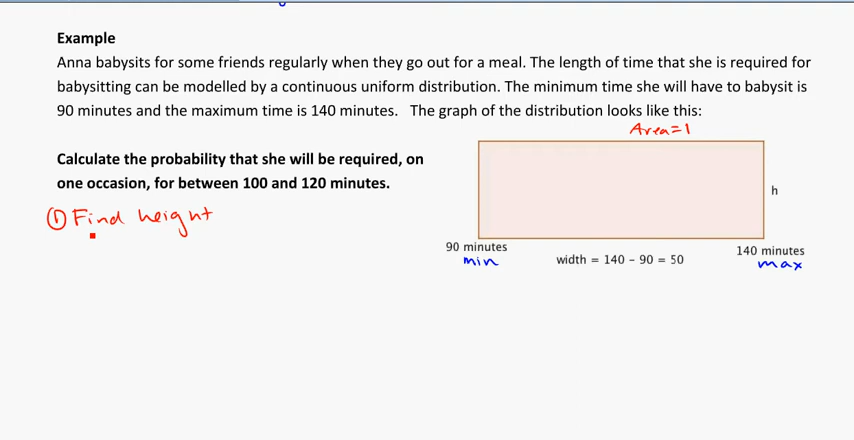 Example
Anna babysits for some friends regularly when they go out for a meal. The length of time that she is required for
babysitting can be modelled by a continuous uniform distribution. The minimum time she will have to babysit is
90 minutes and the maximum time is 140 minutes. The graph of the distribution looks like this:
Area=1
Calculate the probability that she will be required, on
one occasion, for between 100 and 120 minutes.
① Find height
h
90 minutes
min
width = 140 - 90 = 50
140 minutes
max